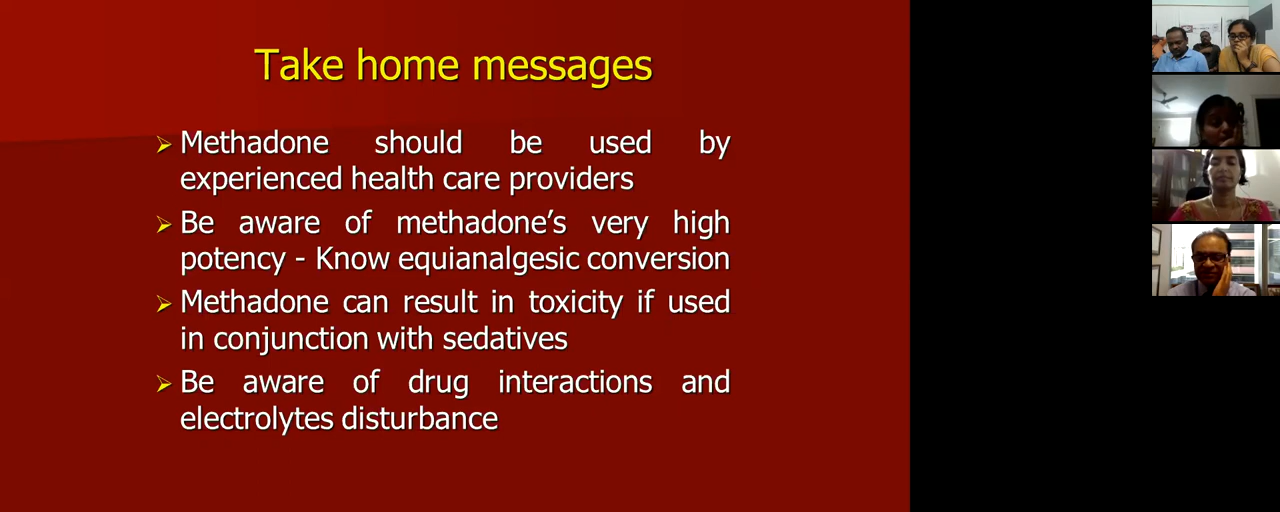 Take home messages
Methadone should be used by
experienced health care providers
Be aware of methadone’s very high
potency - Know equianalgesic conversion
Methadone can result in toxicity if used
in conjunction with sedatives
Be aware of drug interactions and
electrolytes disturbance